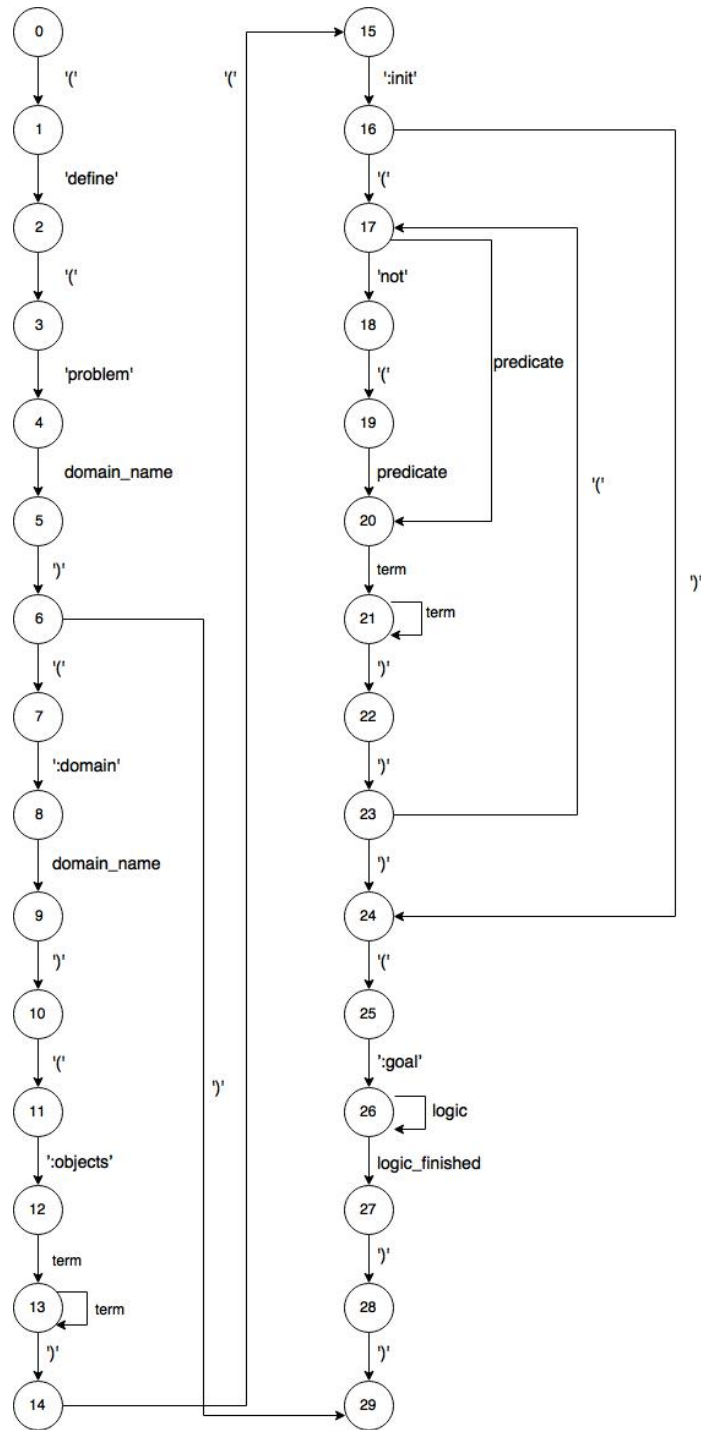 0
'('
1
'define'
2
'('
3
'problem'
4
domain_name
5
')'
6
'('
7
':domain'
8
domain_name
9
')'
10
'('
11
':objects'
12
term
13
term
')'
14
'('
')'
15
':init'
16
'('
17
'not'
18
'('
19
predicate
predicate
20
term
21
term
')'
22
')'
23
'('
')'
')'
24
'('
25
':goal'
26
logic
logic_finished
27
')'
28
')'
29